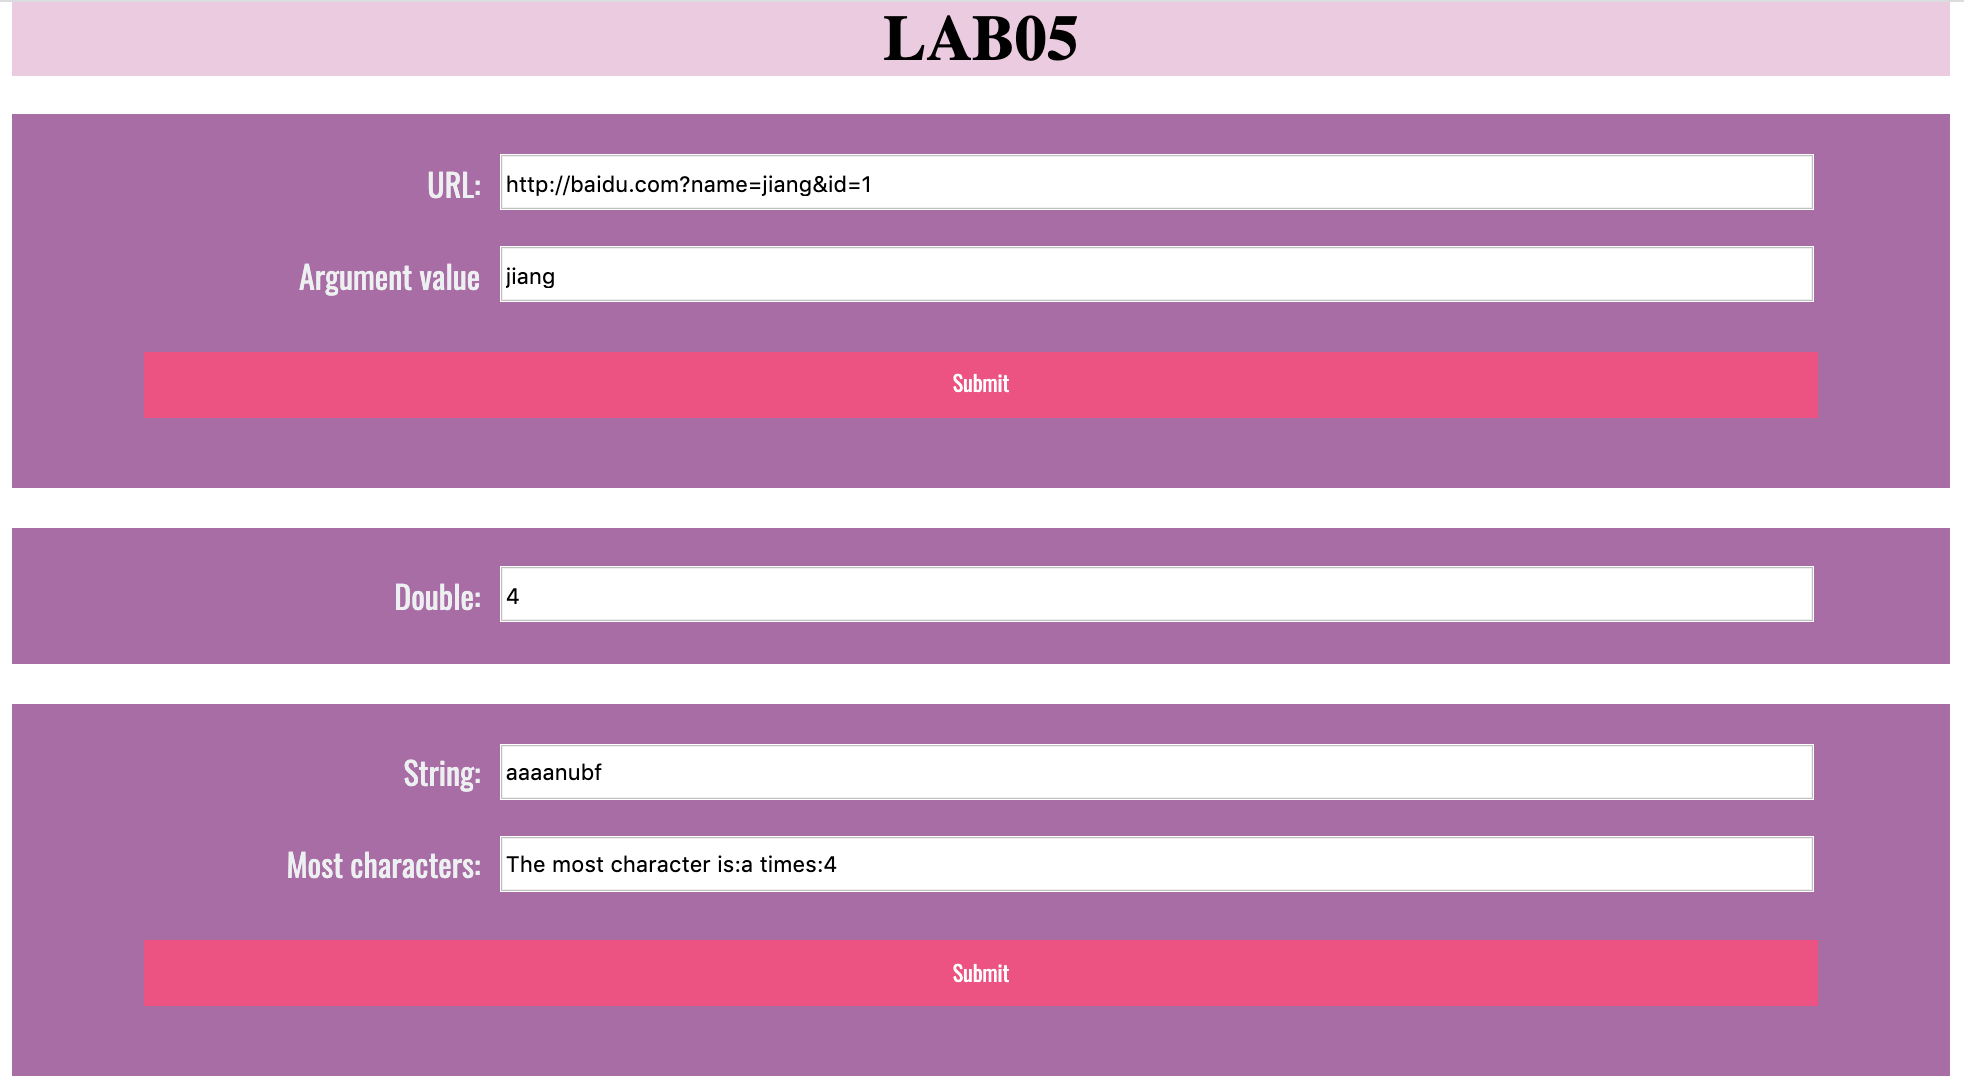 LAB05
URL: http://baidu.com?name=jiang&id=1
Argument value jiang
Submit
Double: 4
String: aaaanubf
Most characters: The most character is:a times:4
Submit